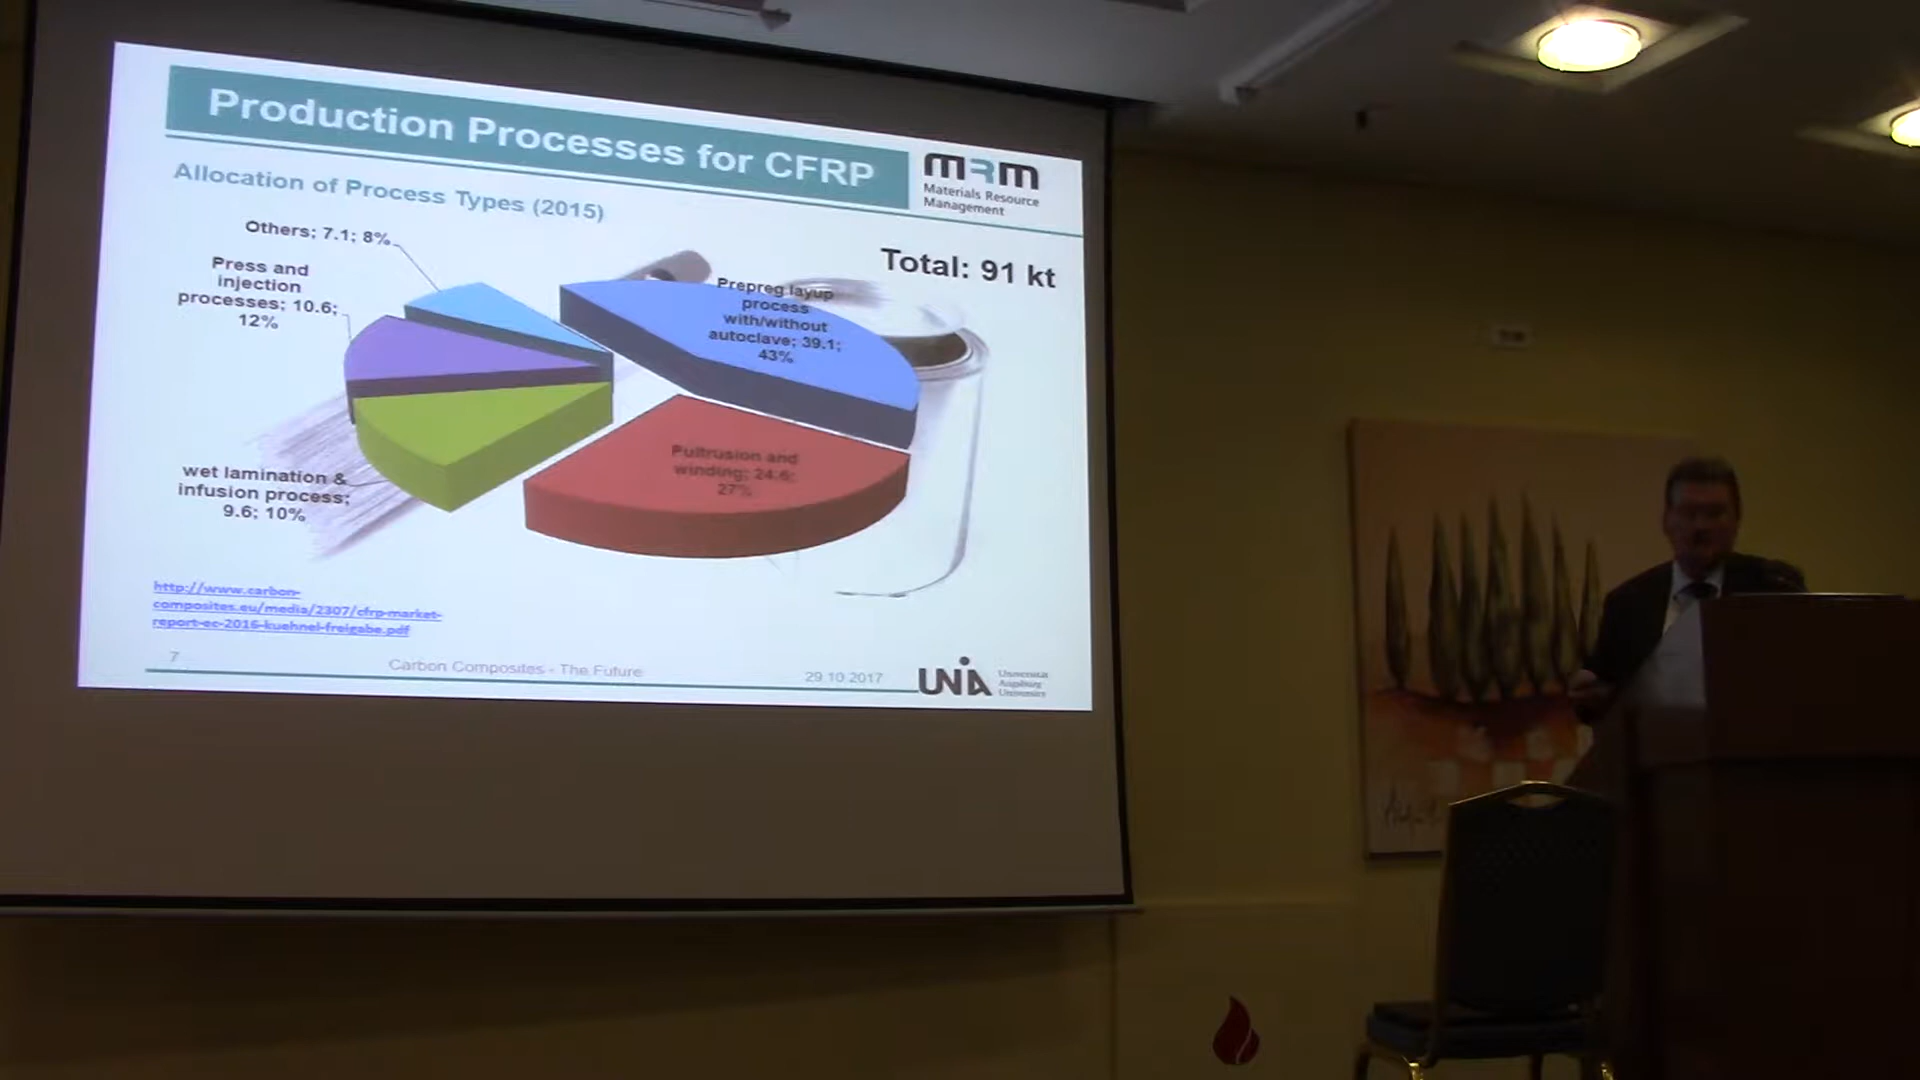 Production Processes for CFRP
MRM
Materials Resource
Management
Allocation of Process Types (2015)
Total: 91 kt
Others; 7.1; 8%
Press and
injection
processes; 10.6;
12%
Prepreg layup
process
with/without
autoclave; 39.1;
43%
Pultrusion and
winding; 24.6;
27%
wet lamination &
infusion process;
9.6; 10%
http://www.carbon-
composites.eu/media/2307/cfrp-market-
report-ec-2016-kuehnel-freigabe.pdf
7
Carbon Composites - The Future
29.10.2017
UNIA
Universität
Augsburg
University